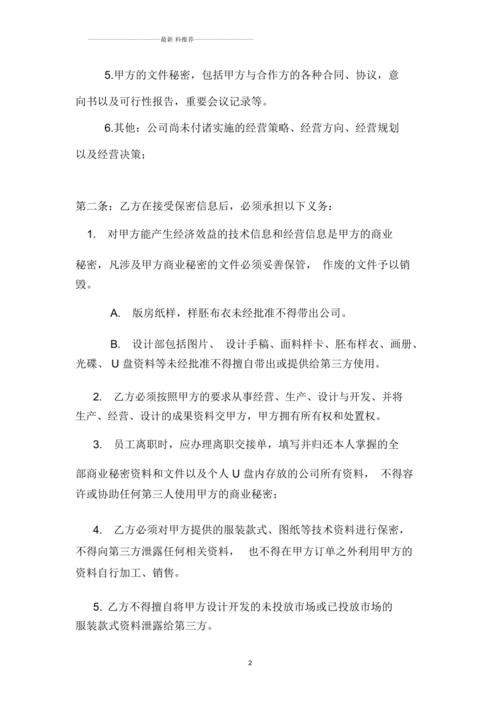 最新 料推荐
5.甲方的文件秘密，包括甲方与合作方的各种合同、协议，意
向书以及可行性报告，重要会议记录等。
6.其他：公司尚未付诸实施的经营策略、经营方向、经营规划
以及经营决策；
第二条：乙方在接受保密信息后，必须承担以下义务：
1. 对甲方能产生经济效益的技术信息和经营信息是甲方的商业
秘密，凡涉及甲方商业秘密的文件必须妥善保管， 作废的文件予以销
毁。
A. 版房纸样，样胚布衣未经批准不得带出公司。
B. 设计部包括图片、 设计手稿、面料样卡、胚布样衣、画册、
光碟、 U 盘资料等未经批准不得擅自带出或提供给第三方使用。
2. 乙方必须按照甲方的要求从事经营、生产、设计与开发、并将
生产、经营、设计的成果资料交甲方，甲方拥有所有权和处置权。
3. 员工离职时，应办理离职交接单，填写并归还本人掌握的全
部商业秘密资料和文件以及个人 U 盘内存放的公司所有资料， 不得容
许或协助任何第三人使用甲方的商业秘密；
4. 乙方必须对甲方提供的服装款式、图纸等技术资料进行保密，
不得向第三方泄露任何相关资料， 也不得在甲方订单之外利用甲方的
资料自行加工、销售。
5. 乙方不得擅自将甲方设计开发的未投放市场或已投放市场的
服装款式资料泄露给第三方。
2